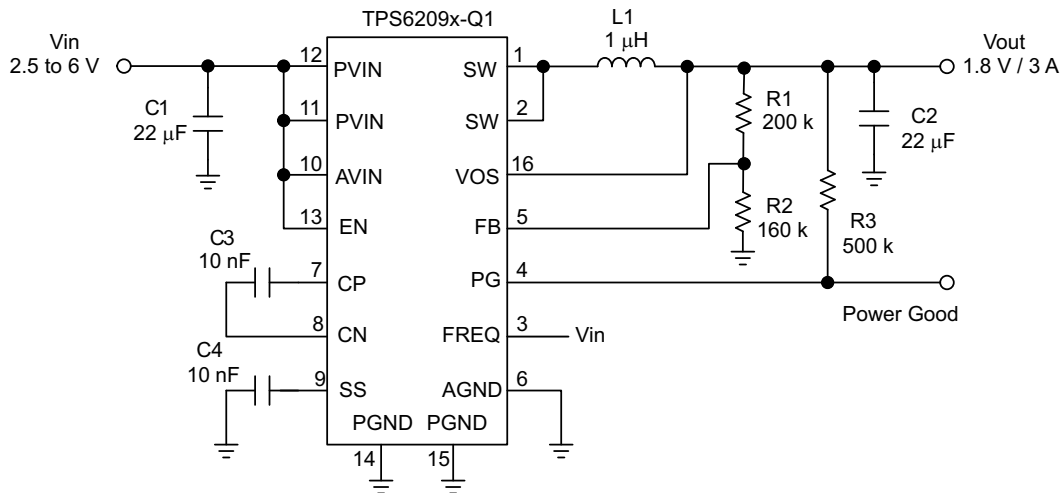 TPS6209x-Q1
Vin
2.5 to 6 V
C1
22 μF
12
PVIN
11
PVIN
10
AVIN
13
EN
C3
10 nF
7
CP
8
CN
C4
10 nF
9
SS
PGND
PGND
14
15
1
SW
2
SW
16
VOS
5
FB
4
PG
3
FREQ
Vin
6
AGND
L1
1 μH
R1
200 k
R2
160 k
R3
500 k
C2
22 μF
Vout
1.8 V / 3 A
Power Good